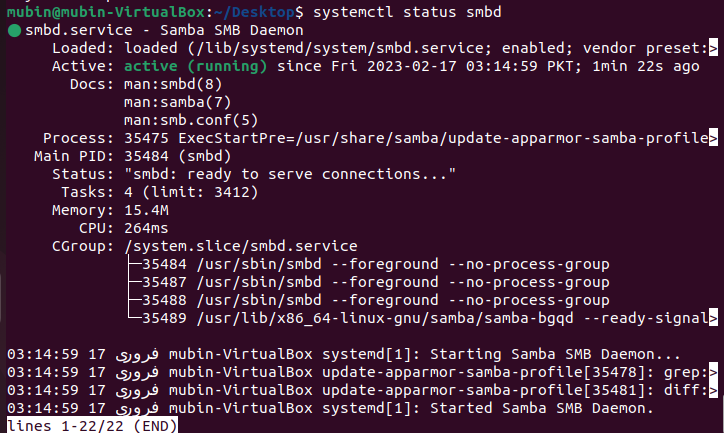 mubin@mubin-VirtualBox:~/Desktop$ systemctl status smbd
● smbd.service - Samba SMB Daemon
     Loaded: loaded (/lib/systemd/system/smbd.service; enabled; vendor preset:>
     Active: active (running) since Fri 2023-02-17 03:14:59 PKT; 1min 22s ago
       Docs: man:smbd(8)
             man:samba(7)
             man:smb.conf(5)
    Process: 35475 ExecStartPre=/usr/share/samba/update-apparmor-samba-profile>
   Main PID: 35484 (smbd)
     Status: "smbd: ready to serve connections..."
      Tasks: 4 (limit: 3412)
     Memory: 15.4M
        CPU: 264ms
     CGroup: /system.slice/smbd.service
             ├─35484 /usr/sbin/smbd --foreground --no-process-group
             ├─35487 /usr/sbin/smbd --foreground --no-process-group
             ├─35488 /usr/sbin/smbd --foreground --no-process-group
             └─35489 /usr/lib/x86_64-linux-gnu/samba/samba-bgqd --ready-signal>
03:14:59 17 فروری mubin-VirtualBox systemd[1]: Starting Samba SMB Daemon...
03:14:59 17 فروری mubin-VirtualBox update-apparmor-samba-profile[35478]: grep:>
03:14:59 17 فروری mubin-VirtualBox update-apparmor-samba-profile[35481]: diff:>
03:14:59 17 فروری mubin-VirtualBox systemd[1]: Started Samba SMB Daemon.
lines 1-22/22 (END)